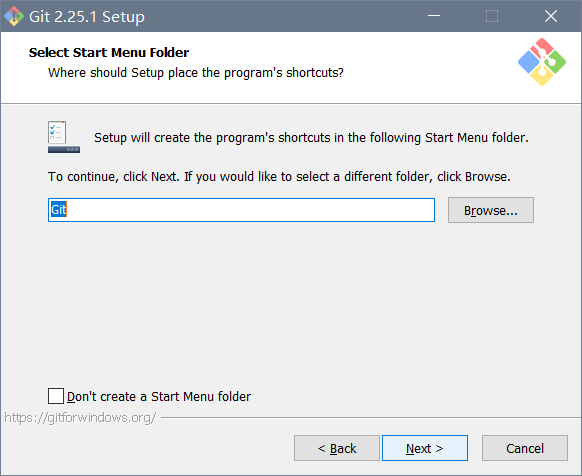 Git 2.25.1 Setup
Select Start Menu Folder
Where should Setup place the program's shortcuts?
Setup will create the program's shortcuts in the following Start Menu folder.
To continue, click Next. If you would like to select a different folder, click Browse.
Git
Browse...
Don't create a Start Menu folder
https://gitforwindows.org/
< Back
Next >
Cancel